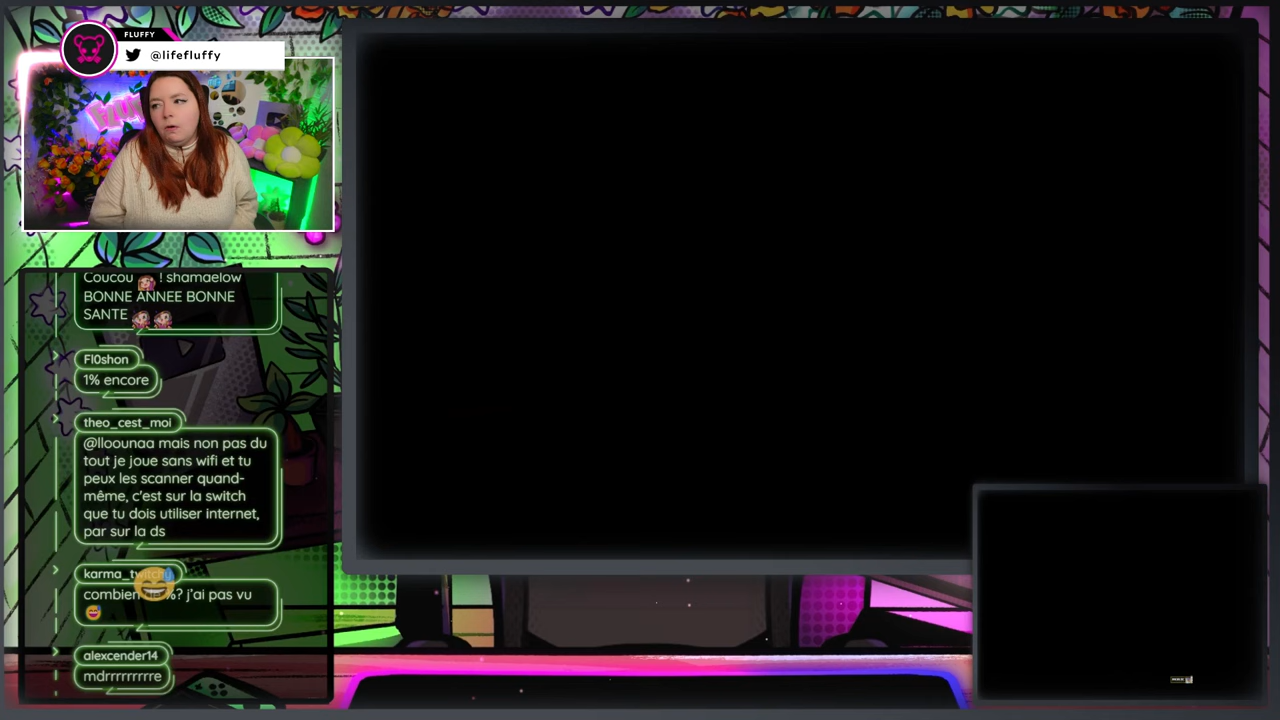 FLUFFY
@lifefluffy
Coucou ! shamaelow
BONNE ANNEE BONNE
SANTE
Fl0shon
1% encore
theo_cest_moi
@lloounaa mais non pas du
tout je joue sans wifi et tu
peux les scanner quand-
même, c'est sur la switch
que tu dois utiliser internet,
par sur la ds
karma_twitch
combien %? j'ai pas vu
alexcender14
mdrrrrrrrrre